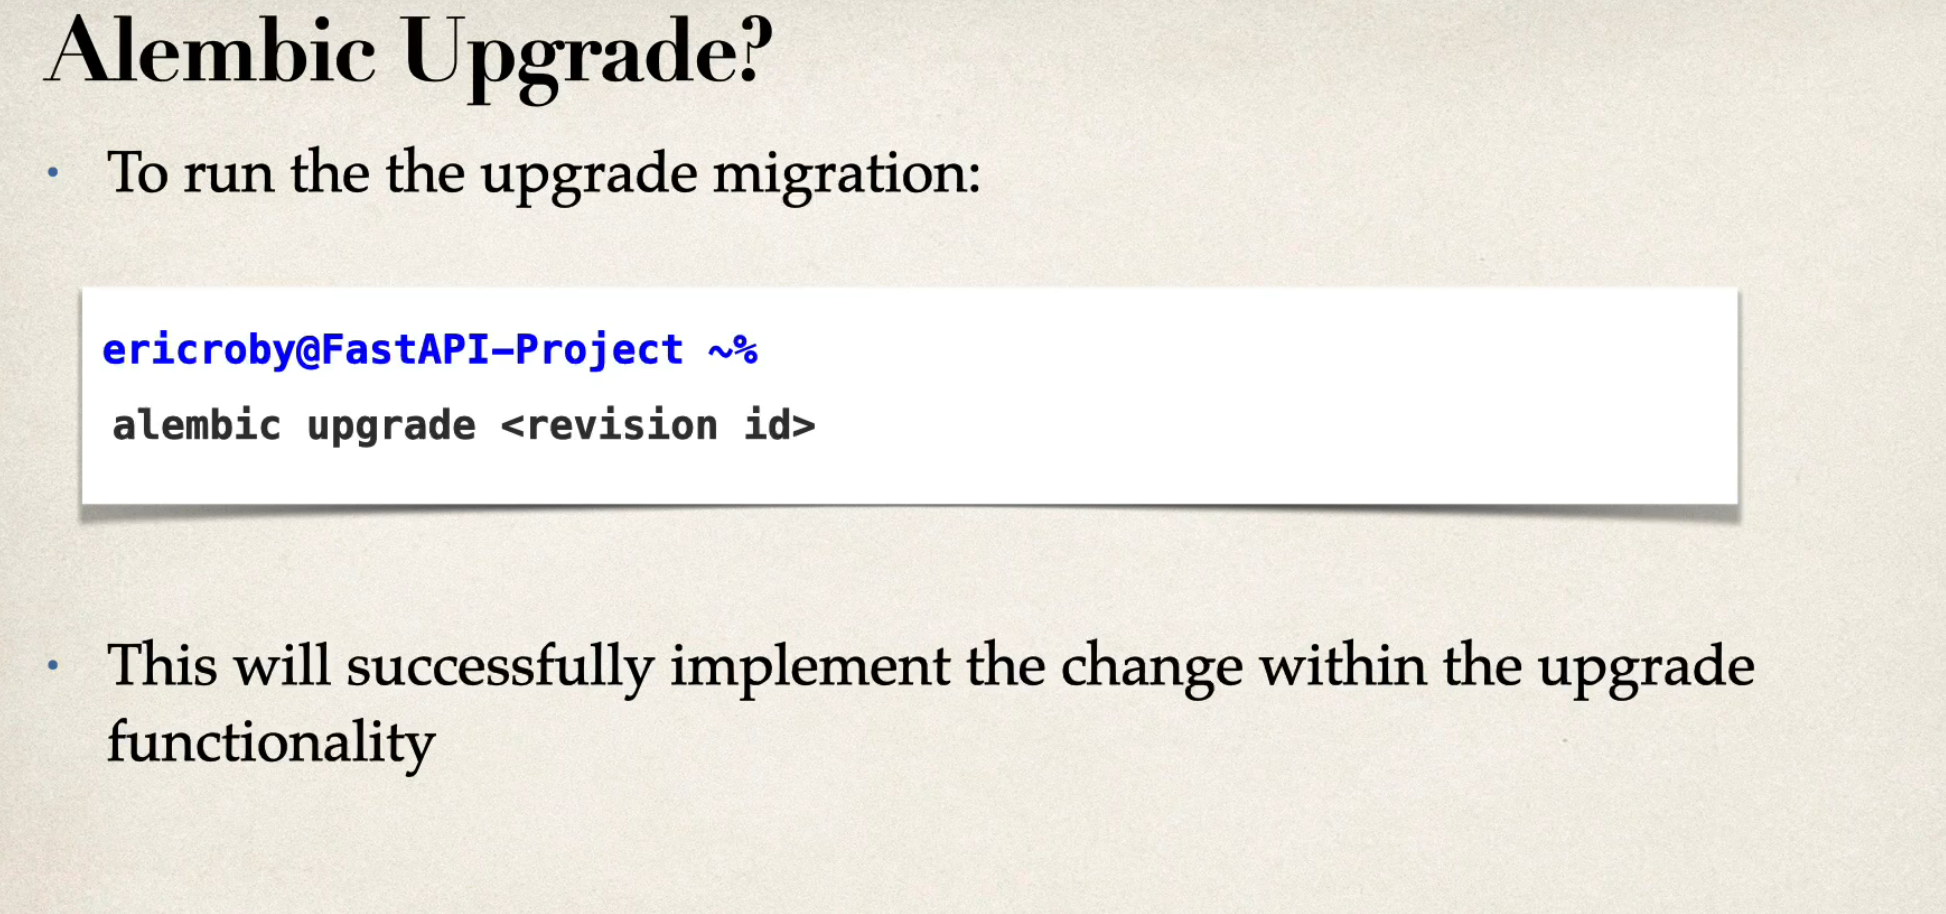 Alembic Upgrade?
• To run the the upgrade migration:
ericroby@FastAPI-Project ~%
alembic upgrade <revision id>
• This will successfully implement the change within the upgrade
functionality